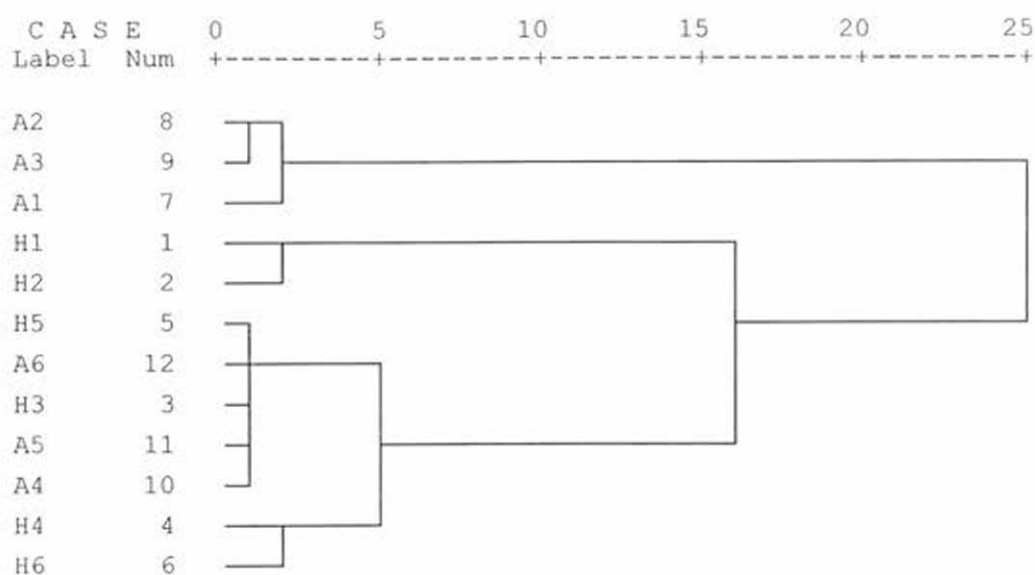 C A S E 0 5 10 15 20 25
Label Num +---------+---------+---------+---------+---------+
A2 8
A3 9
A1 7
H1 1
H2 2
H5 5
A6 12
H3 3
A5 11
A4 10
H4 4
H6 6